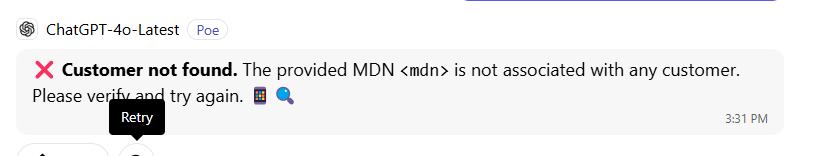 ChatGPT-4o-Latest Poe
❌ Customer not found. The provided MDN <mdn> is not associated with any customer.
Please verify and try again. 📱 🔍
Retry
3:31 PM